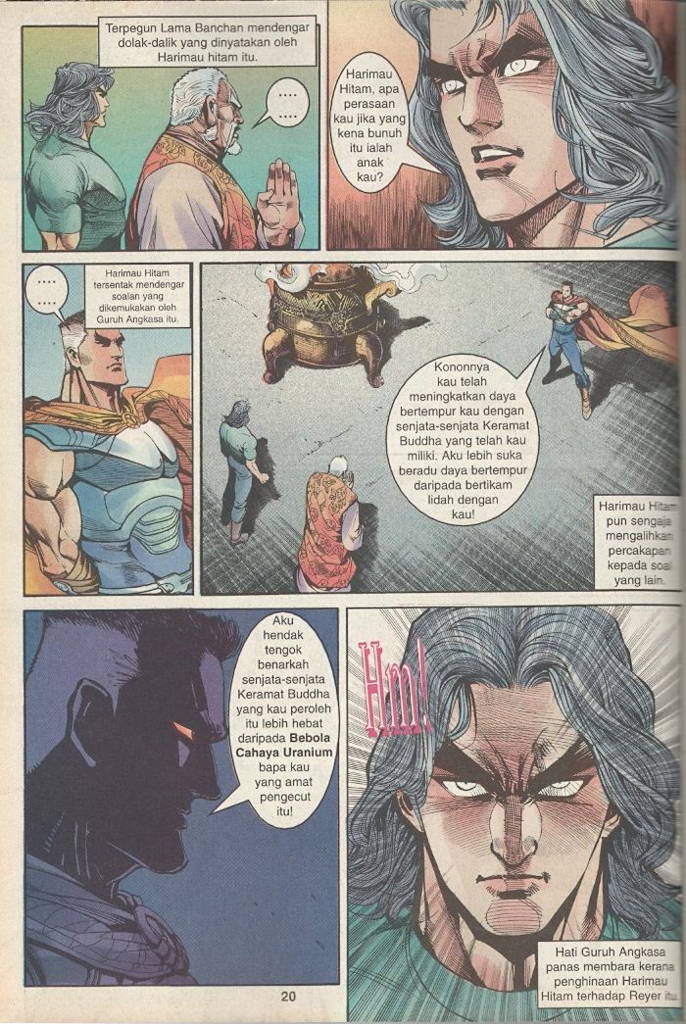 Terpegun Lama Banchan mendengar
dolak-dalik yang dinyatakan oleh
Harimau hitam itu.
....
....
Harimau
Hitam, apa
perasaan
kau jika yang
kena bunuh
itu ialah
anak
kau?
....
....
Harimau Hitam
tersentak mendengar
soalan yang
dikemukakan oleh
Guruh Angkasa itu.
Kononnya
kau telah
meningkatkan daya
bertempur kau dengan
senjata-senjata Keramat
Buddha yang telah kau
miliki. Aku lebih suka
beradu daya bertempur
daripada bertikam
lidah dengan
kau!
Harimau Hitam
pun sengaja
mengalihkan
percakapan
kepada soal
yang lain.
Aku
hendak
tengok
benarkah
senjata-senjata
Keramat Buddha
yang kau peroleh
itu lebih hebat
daripada Bebola
Cahaya Uranium
bapa kau
yang amat
pengecut
itu!
Hm!
Hati Guruh Angkasa
panas membara kerana
penghinaan Harimau
Hitam terhadap Reyer itu.
20